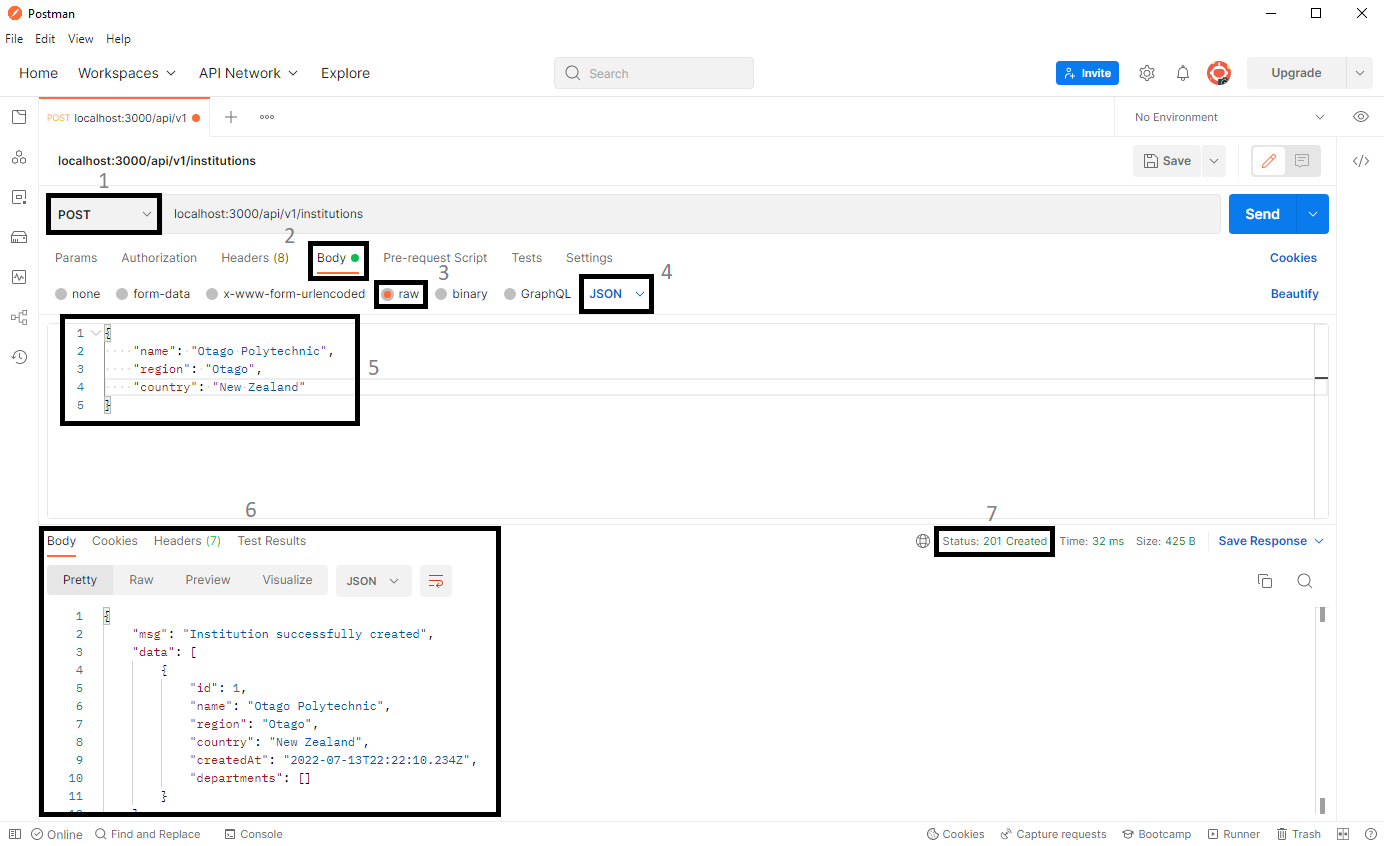 Postman
File Edit View Help
Home Workspaces API Network Explore Search Invite Upgrade
POST localhost:3000/api/v1 No Environment
localhost:3000/api/v1/institutions Save
1
POST localhost:3000/api/v1/institutions Send
2
Params Authorization Headers (8) Body Pre-request Script Tests Settings Cookies
3 4
none form-data x-www-form-urlencoded raw binary GraphQL JSON Beautify
1 {
2 "name": "Otago Polytechnic",
3 "region": "Otago",
5
4 "country": "New Zealand"
5 }
6 7
Body Cookies Headers (7) Test Results Status: 201 Created Time: 32 ms Size: 425 B Save Response
Pretty Raw Preview Visualize JSON
1 {
2 "msg": "Institution successfully created",
3 "data": [
4 {
5 "id": 1,
6 "name": "Otago Polytechnic",
7 "region": "Otago",
8 "country": "New Zealand",
9 "createdAt": "2022-07-13T22:22:10.234Z",
10 "departments": []
11 }
Online Find and Replace Console Cookies Capture requests Bootcamp Runner Trash